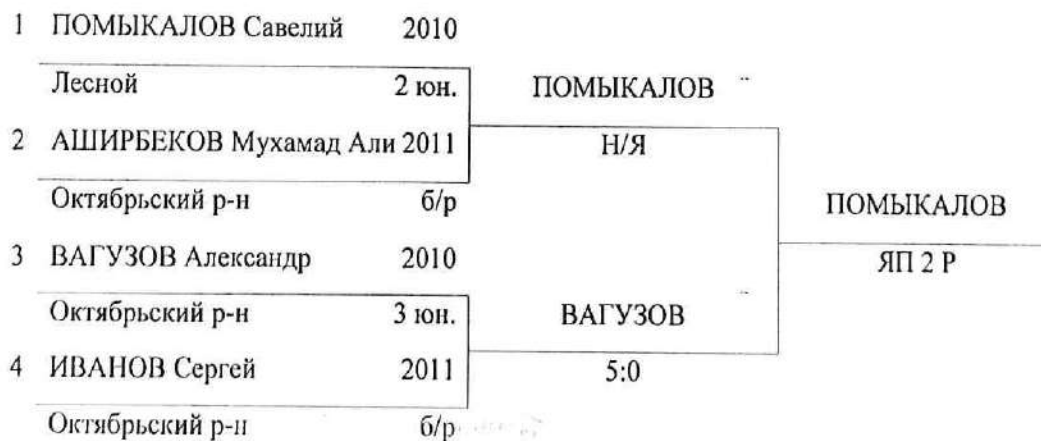 1 ПОМЫКАЛОВ Савелий 2010
Лесной 2 юн. ПОМЫКАЛОВ
2 АШИРБЕКОВ Мухамад Али 2011 Н/Я
Октябрьский р-н б/р ПОМЫКАЛОВ
3 ВАГУЗОВ Александр 2010 ЯП 2 Р
Октябрьский р-н 3 юн. ВАГУЗОВ
4 ИВАНОВ Сергей 2011 5:0
Октябрьский р-н б/р